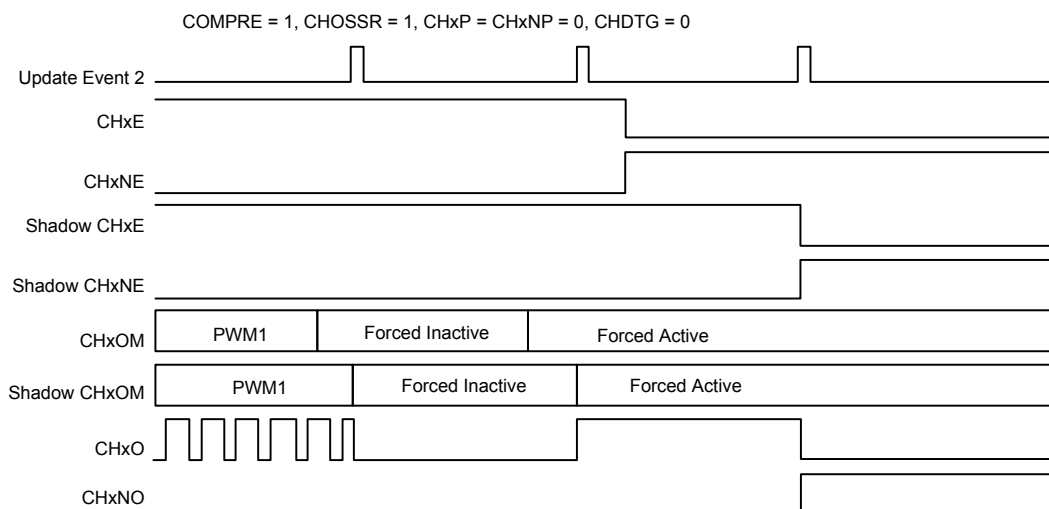 COMPRE = 1, CHOSSR = 1, CHxP = CHxNP = 0, CHDTG = 0
Update Event 2
CHxE
CHxNE
Shadow CHxE
Shadow CHxNE
CHxOM PWM1 Forced Inactive Forced Active
Shadow CHxOM PWM1 Forced Inactive Forced Active
CHxO
CHxNO